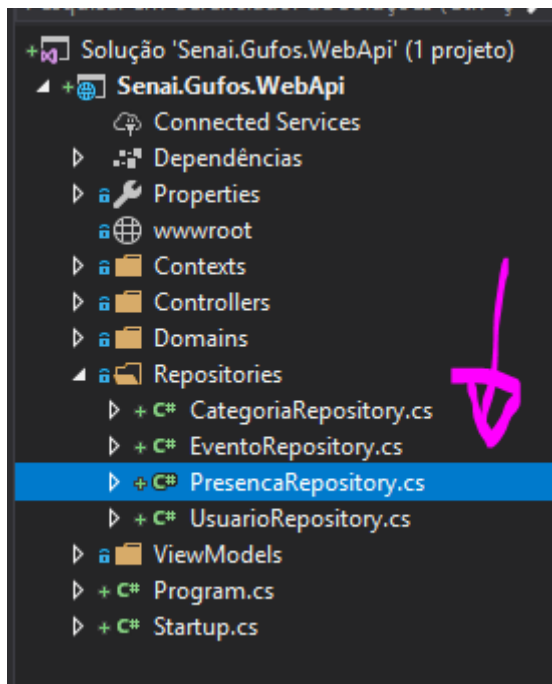 Solução 'Senai.Gufos.WebApi' (1 projeto)
Senai.Gufos.WebApi
Connected Services
Dependências
Properties
wwwroot
Contexts
Controllers
Domains
Repositories
C# CategoriaRepository.cs
C# EventoRepository.cs
C# PresencaRepository.cs
C# UsuarioRepository.cs
ViewModels
C# Program.cs
C# Startup.cs